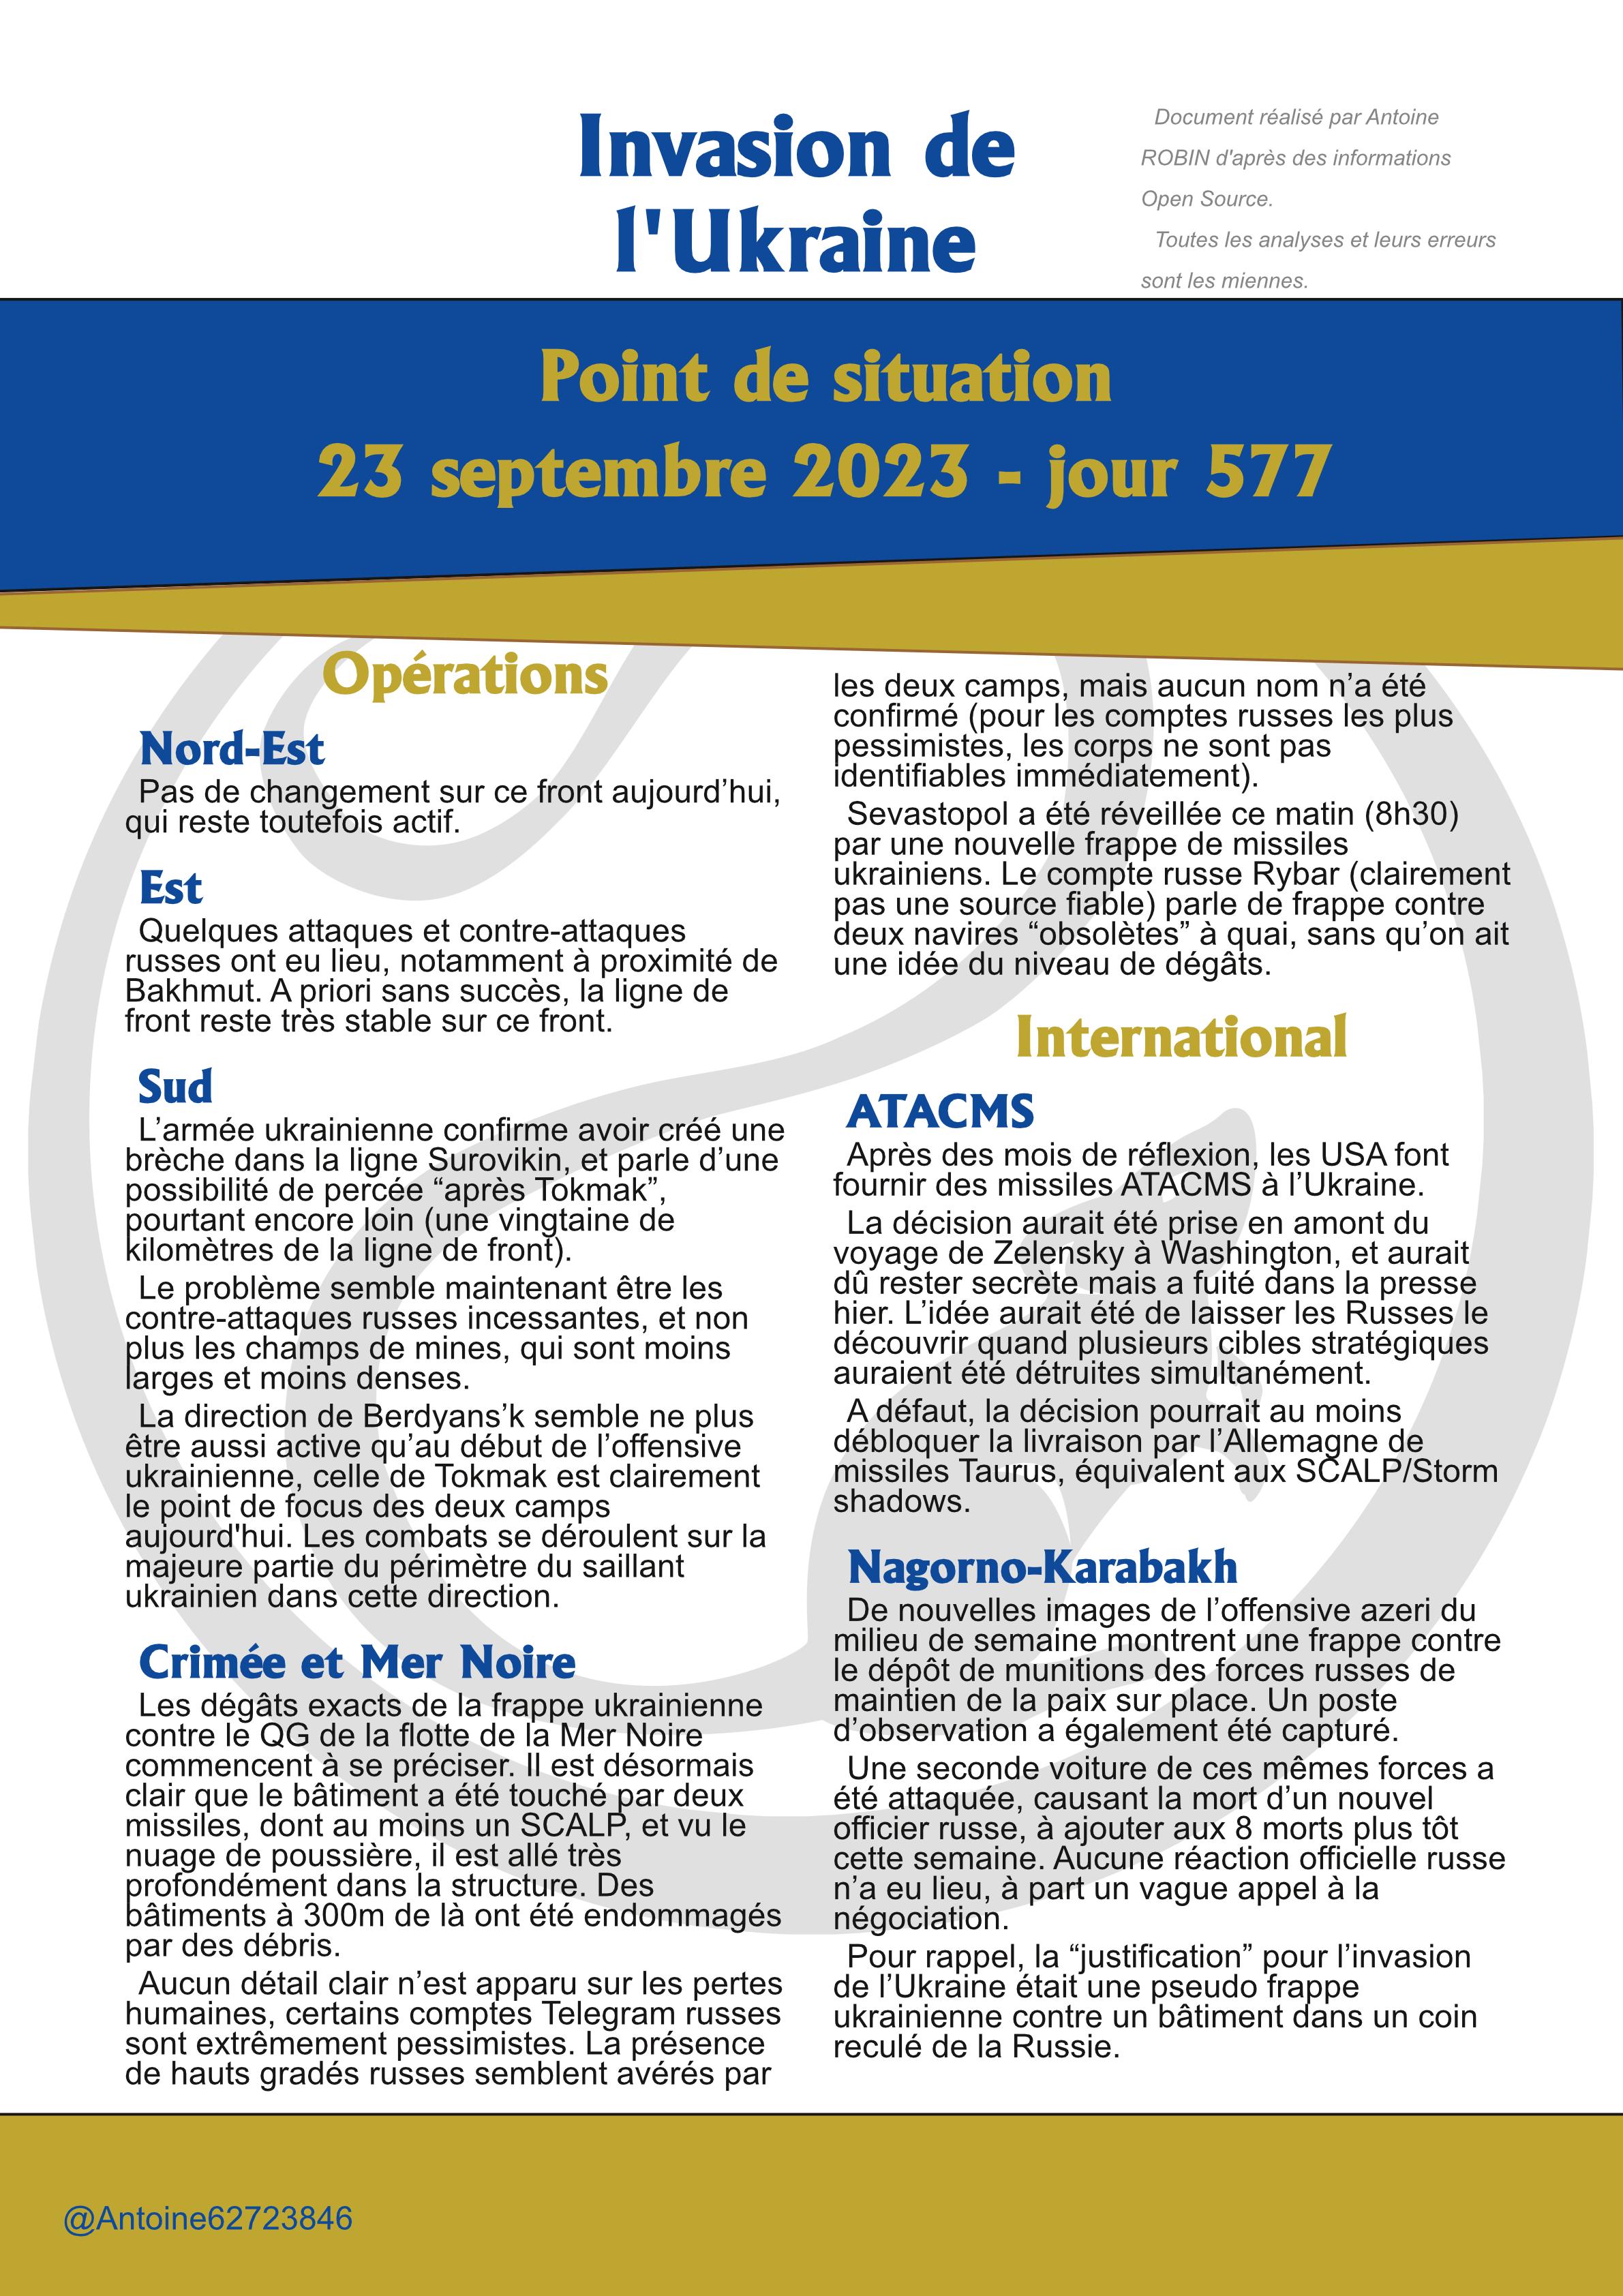 Invasion de
l'Ukraine
Document réalisé par Antoine
ROBIN d'après des informations
Open Source.
Toutes les analyses et leurs erreurs
sont les miennes.
Point de situation
23 septembre 2023 - jour 577
Opérations
Nord-Est
Pas de changement sur ce front aujourd’hui,
qui reste toutefois actif.
Est
Quelques attaques et contre-attaques
russes ont eu lieu, notamment à proximité de
Bakhmut. A priori sans succès, la ligne de
front reste très stable sur ce front.
Sud
L’armée ukrainienne confirme avoir créé une
brèche dans la ligne Surovikin, et parle d’une
possibilité de percée “après Tokmak”,
pourtant encore loin (une vingtaine de
kilomètres de la ligne de front).
Le problème semble maintenant être les
contre-attaques russes incessantes, et non
plus les champs de mines, qui sont moins
larges et moins denses.
La direction de Berdyans’k semble ne plus
être aussi active qu’au début de l’offensive
ukrainienne, celle de Tokmak est clairement
le point de focus des deux camps
aujourd'hui. Les combats se déroulent sur la
majeure partie du périmètre du saillant
ukrainien dans cette direction.
Crimée et Mer Noire
Les dégâts exacts de la frappe ukrainienne
contre le QG de la flotte de la Mer Noire
commencent à se préciser. Il est désormais
clair que le bâtiment a été touché par deux
missiles, dont au moins un SCALP, et vu le
nuage de poussière, il est allé très
profondément dans la structure. Des
bâtiments à 300m de là ont été endommagés
par des débris.
Aucun détail clair n’est apparu sur les pertes
humaines, certains comptes Telegram russes
sont extrêmement pessimistes. La présence
de hauts gradés russes semblent avérés par
les deux camps, mais aucun nom n’a été
confirmé (pour les comptes russes les plus
pessimistes, les corps ne sont pas
identifiables immédiatement).
Sevastopol a été réveillée ce matin (8h30)
par une nouvelle frappe de missiles
ukrainiens. Le compte russe Rybar (clairement
pas une source fiable) parle de frappe contre
deux navires “obsolètes” à quai, sans qu’on ait
une idée du niveau de dégâts.
International
ATACMS
Après des mois de réflexion, les USA font
fournir des missiles ATACMS à l’Ukraine.
La décision aurait été prise en amont du
voyage de Zelensky à Washington, et aurait
dû rester secrète mais a fuité dans la presse
hier. L’idée aurait été de laisser les Russes le
découvrir quand plusieurs cibles stratégiques
auraient été détruites simultanément.
A défaut, la décision pourrait au moins
débloquer la livraison par l’Allemagne de
missiles Taurus, équivalent aux SCALP/Storm
shadows.
Nagorno-Karabakh
De nouvelles images de l’offensive azeri du
milieu de semaine montrent une frappe contre
le dépôt de munitions des forces russes de
maintien de la paix sur place. Un poste
d’observation a également été capturé.
Une seconde voiture de ces mêmes forces a
été attaquée, causant la mort d’un nouvel
officier russe, à ajouter aux 8 morts plus tôt
cette semaine. Aucune réaction officielle russe
n’a eu lieu, à part un vague appel à la
négociation.
Pour rappel, la “justification” pour l’invasion
de l’Ukraine était une pseudo frappe
ukrainienne contre un bâtiment dans un coin
reculé de la Russie.
@Antoine62723846